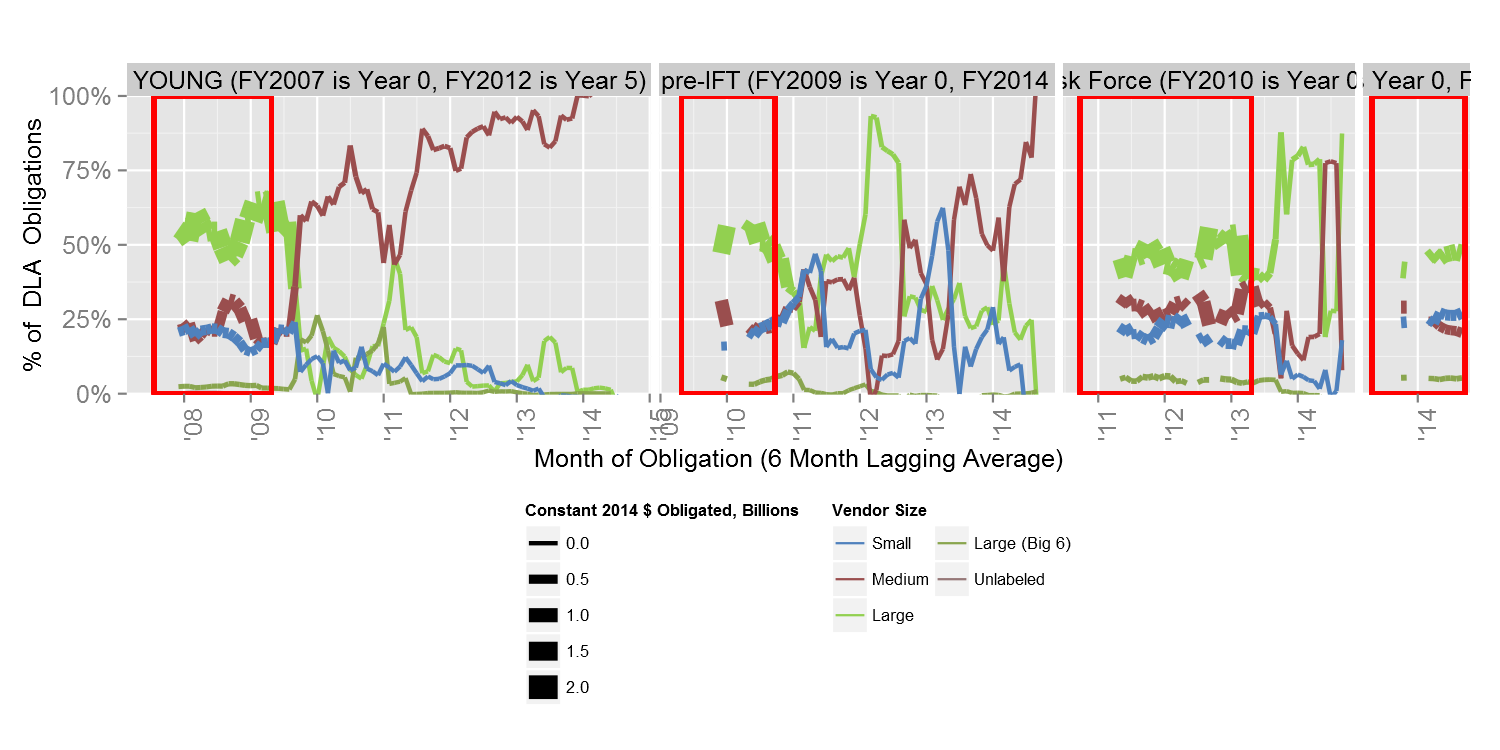 YOUNG (FY2007 is Year 0, FY2012 is Year 5)
pre-IFT (FY2009 is Year 0, FY2014
sk Force (FY2010 is Year 0
Year 0, F
100%
75%
50%
25%
0%
% of DLA Obligations
'08
'09
'10
'11
'12
'13
'14
'15
'09
'10
'11
'12
'13
'14
'11
'12
'13
'14
'14
Month of Obligation (6 Month Lagging Average)
Constant 2014 $ Obligated, Billions
0.0
0.5
1.0
1.5
2.0
Vendor Size
Small
Medium
Large
Large (Big 6)
Unlabeled